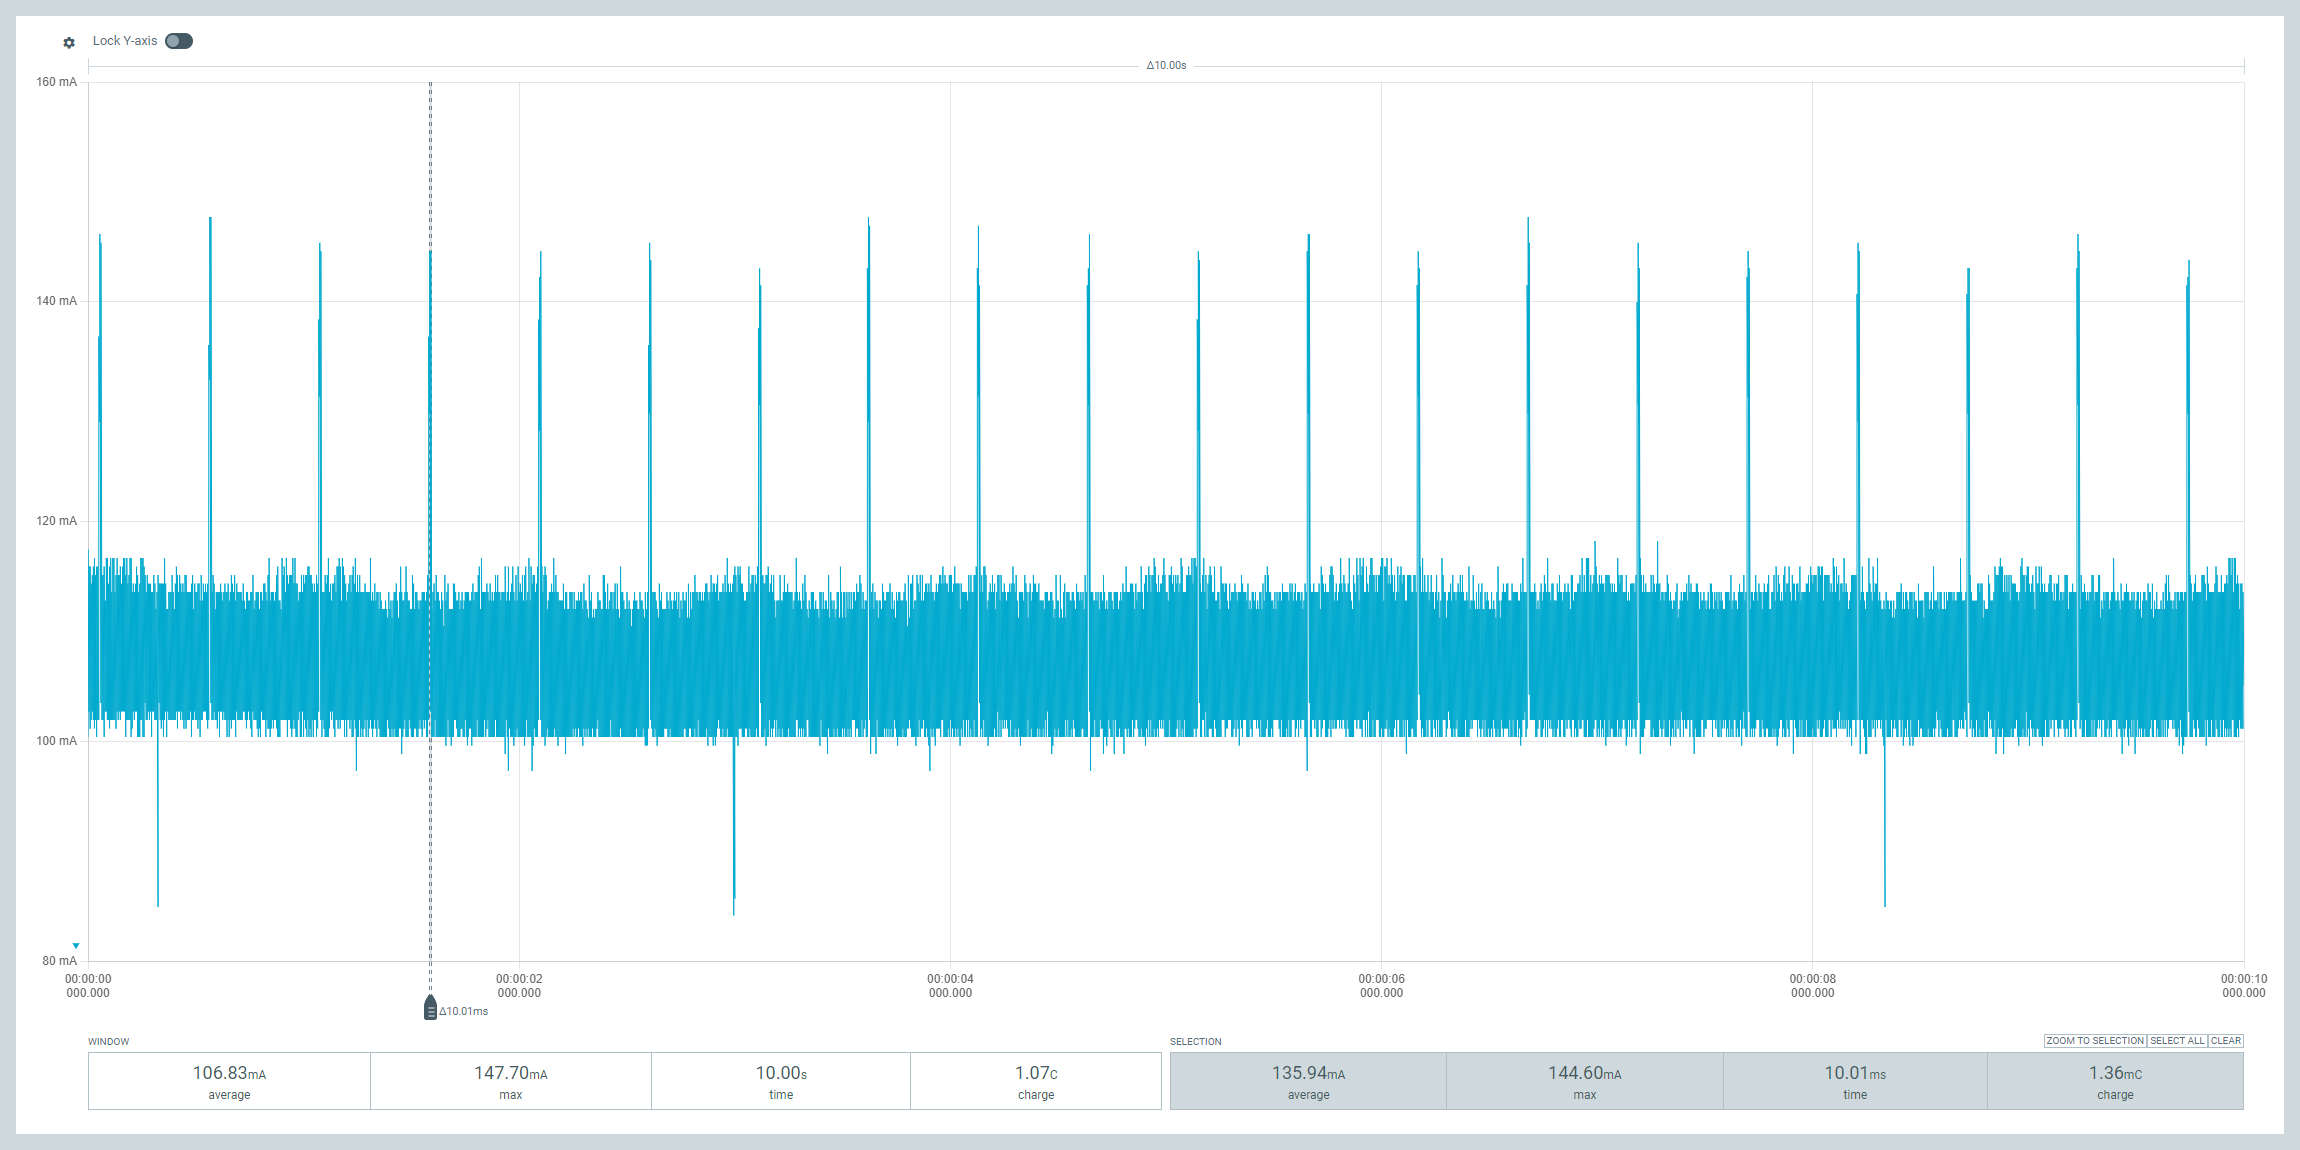 Lock Y-axis
Δ10.00s
160 mA
140 mA
120 mA
100 mA
80 mA
00:00:00 00:00:02 00:00:04 00:00:06 00:00:08 00:00:10
000.000 000.000 000.000 000.000 000.000 000.000
Δ10.01ms
WINDOW
106.83mA 147.70mA 10.00s 1.07C
average max time charge
SELECTION
ZOOM TO SELECTION SELECT ALL CLEAR
135.94mA 144.60mA 10.01ms 1.36mC
average max time charge